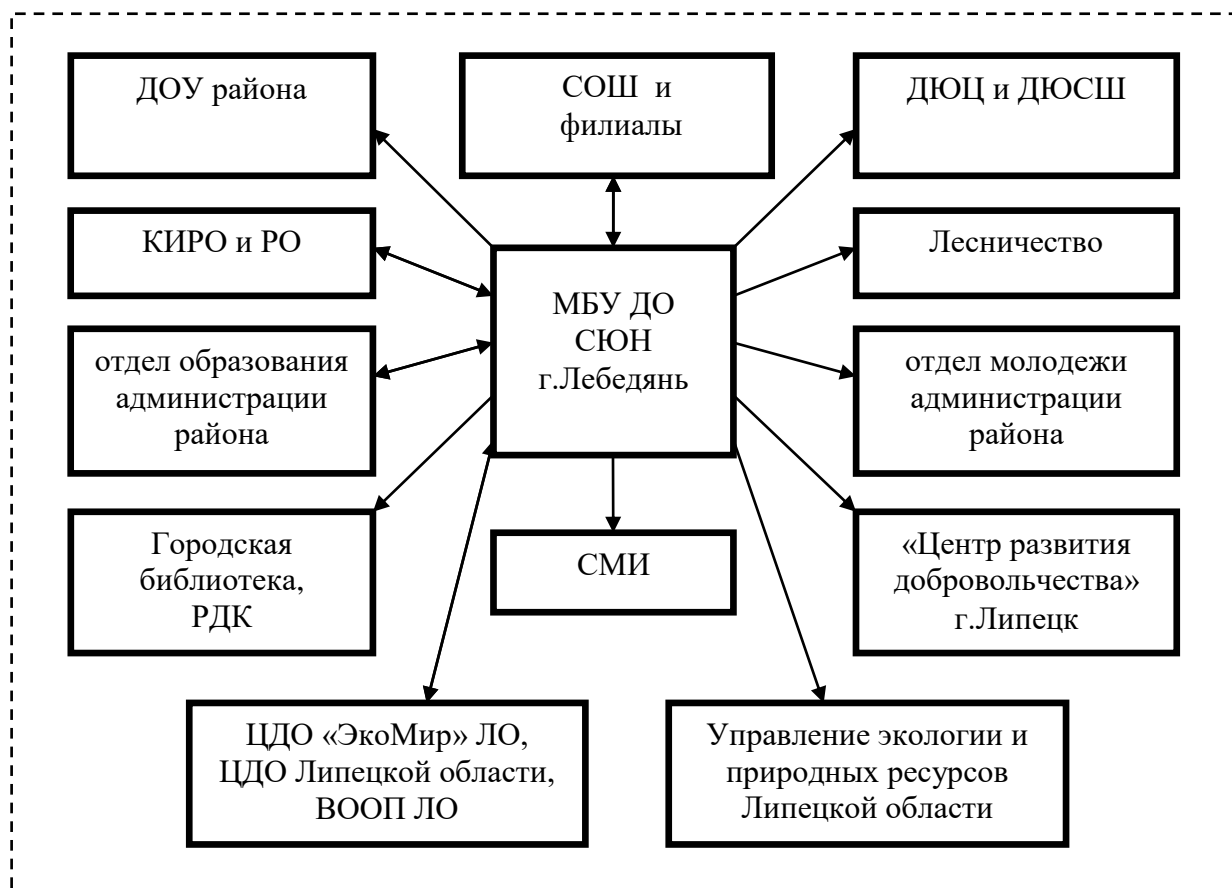 ДОУ района
СОШ и
филиалы
ДЮЦ и ДЮСШ
КИРО и РО
Лесничество
МБУ ДО
СЮН
г.Лебедянь
отдел образования
администрации
района
отдел молодежи
администрации
района
Городская
библиотека,
РДК
СМИ
«Центр развития
добровольчества»
г.Липецк
ЦДО «ЭкоМир» ЛО,
ЦДО Липецкой области,
ВООП ЛО
Управление экологии и
природных ресурсов
Липецкой области